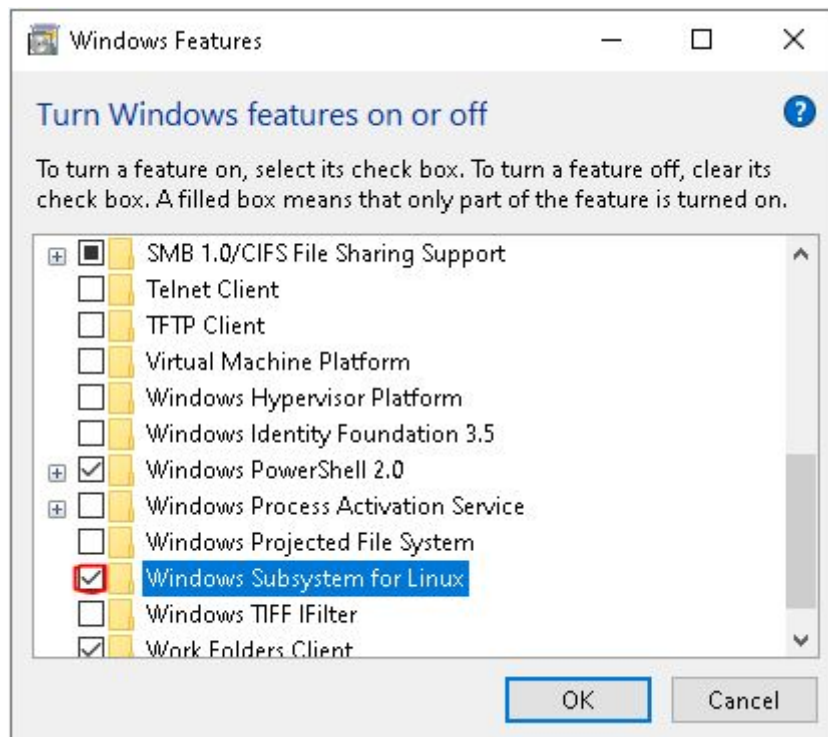 Windows Features
Turn Windows features on or off
To turn a feature on, select its check box. To turn a feature off, clear its
check box. A filled box means that only part of the feature is turned on.
SMB 1.0/CIFS File Sharing Support
Telnet Client
TFTP Client
Virtual Machine Platform
Windows Hypervisor Platform
Windows Identity Foundation 3.5
Windows PowerShell 2.0
Windows Process Activation Service
Windows Projected File System
Windows Subsystem for Linux
Windows TIFF IFilter
Work Folders Client
OK
Cancel